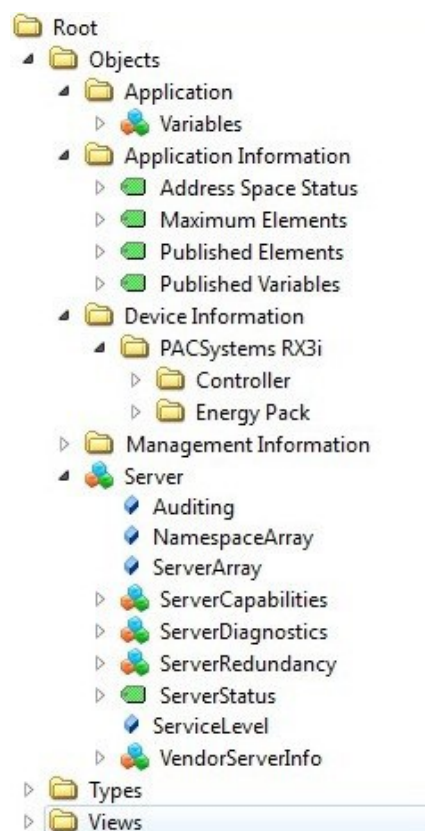 Root
Objects
Application
Variables
Application Information
Address Space Status
Maximum Elements
Published Elements
Published Variables
Device Information
PACSystems RX3i
Controller
Energy Pack
Management Information
Server
Auditing
NamespaceArray
ServerArray
ServerCapabilities
ServerDiagnostics
ServerRedundancy
ServerStatus
ServiceLevel
VendorServerInfo
Types
Views